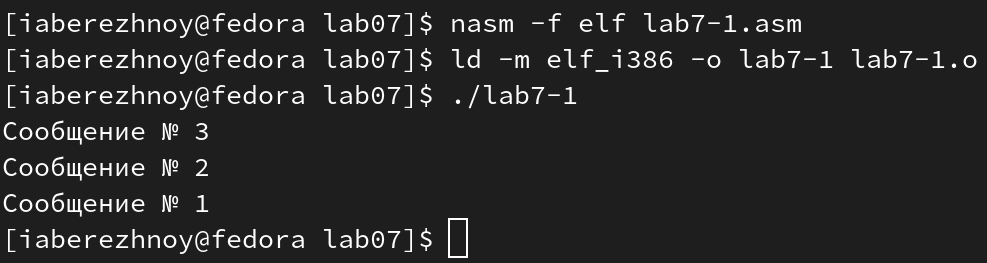 [iaberezhnoy@fedora lab07]$ nasm -f elf lab7-1.asm
[iaberezhnoy@fedora lab07]$ ld -m elf_i386 -o lab7-1 lab7-1.o
[iaberezhnoy@fedora lab07]$ ./lab7-1
Сообщение № 3
Сообщение № 2
Сообщение № 1
[iaberezhnoy@fedora lab07]$